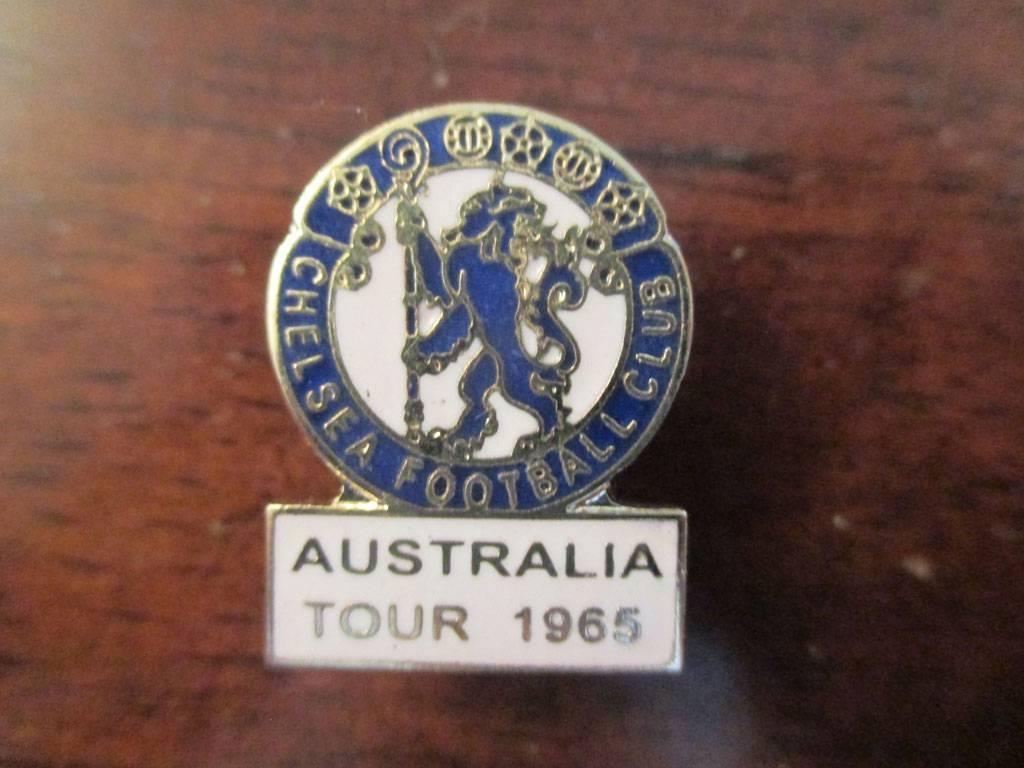 CHELSEA FOOTBALL CLUB
AUSTRALIA
TOUR 1965